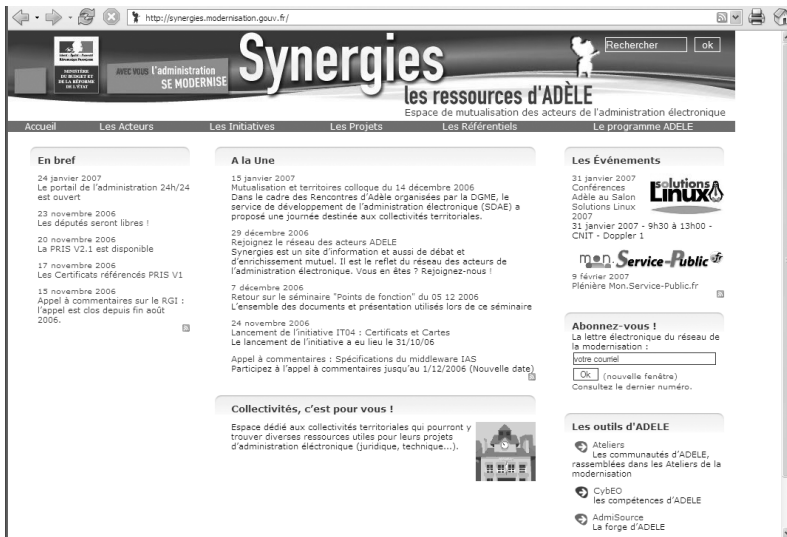 http://synergies.modernisation.gouv.fr/
MINISTÈRE
DU BUDGET ET
DE LA RÉFORME
DE L'ÉTAT
AVEC VOUS L'administration
SE MODERNISE
Synergies
les ressources d'ADÈLE
Espace de mutualisation des acteurs de l'administration électronique
Rechercher ok
Accueil Les Acteurs Les Initiatives Les Projets Les Référentiels Le programme ADELE
En bref
24 janvier 2007
Le portail de l'administration 24h/24
est ouvert
23 novembre 2006
Les députés seront libres !
20 novembre 2006
La PRIS V2.1 est disponible
17 novembre 2006
Les Certificats référencés PRIS V1
15 novembre 2006
Appel à commentaires sur le RGI :
l'appel est clos depuis fin août
2006.
A la Une
15 janvier 2007
Mutualisation et territoires colloque du 14 décembre 2006
Dans le cadre des Rencontres d'Adèle organisées par la DGME, le
service de développement de l'administration électronique (SDAE) a
proposé une journée destinée aux collectivités territoriales.
29 décembre 2006
Rejoignez le réseau des acteurs ADELE
Synergies est un site d'information et aussi de débat et
d'enrichissement mutuel. Il est le reflet du réseau des acteurs de
l'administration électronique. Vous en êtes ? Rejoignez-nous !
7 décembre 2006
Retour sur le séminaire "Points de fonction" du 05 12 2006
L'ensemble des documents et présentation utilisés lors de ce séminaire
24 novembre 2006
Lancement de l'initiative IT04 : Certificats et Cartes
Le lancement de l'initiative a eu lieu le 31/10/06
Appel à commentaires : Spécifications du middleware IAS
Participez à l'appel à commentaires jusqu'au 1/12/2006 (Nouvelle date)
Collectivités, c'est pour vous !
Espace dédié aux collectivités territoriales qui pourront y
trouver diverses ressources utiles pour leurs projets
d'administration éléctronique (juridique, technique...).
Les Événements
31 janvier 2007
Conférences
Adèle au Salon
Solutions Linux
2007
31 janvier 2007 - 9h30 à 13h00 -
CNIT - Doppler 1
solutions
Linux
mon.Service-Public.fr
9 février 2007
Plénière Mon.Service-Public.fr
Abonnez-vous !
La lettre électronique du réseau de
la modernisation :
votre courriel
Ok (nouvelle fenêtre)
Consultez le dernier numéro.
Les outils d'ADELE
Ateliers
Les communautés d'ADELE,
rassemblées dans les Ateliers de la
modernisation
CybEO
les compétences d'ADELE
AdmiSource
La forge d'ADELE